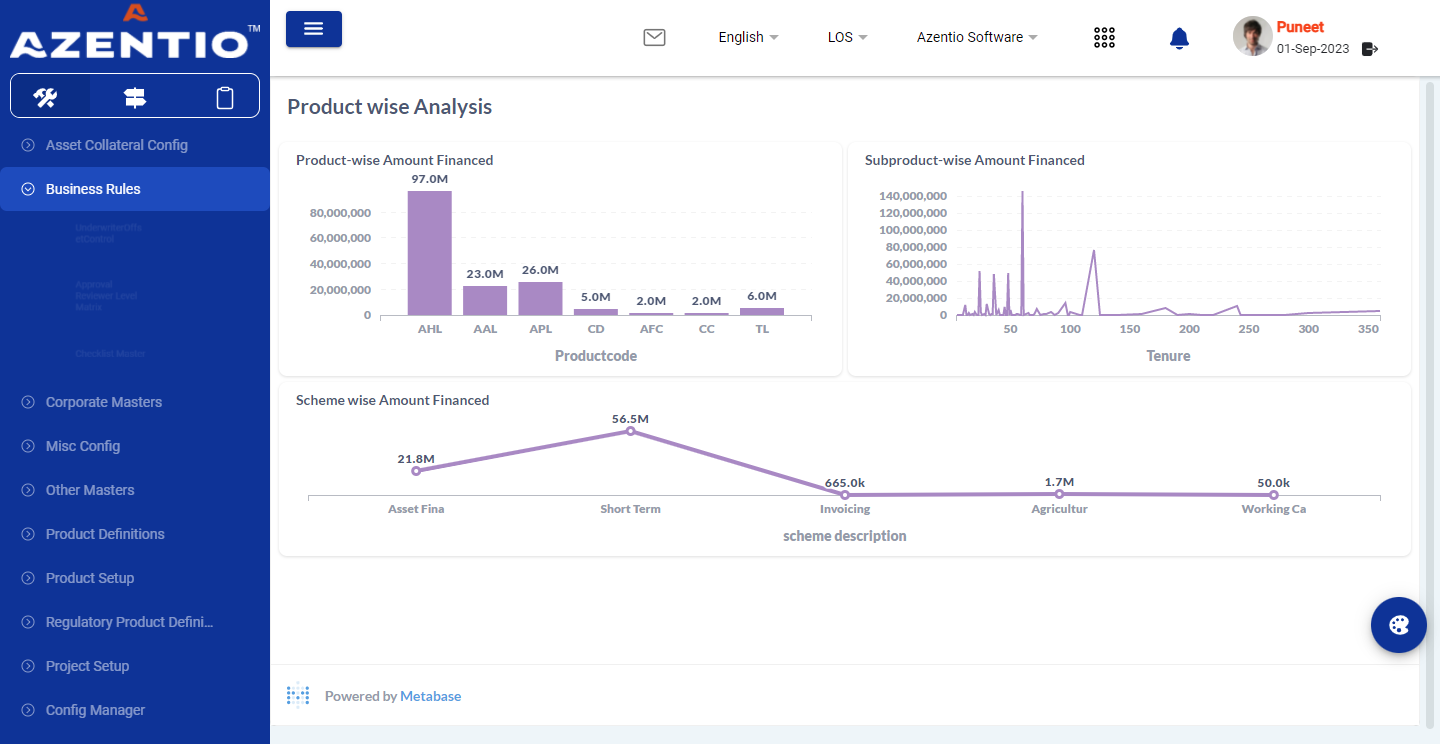 AZENTIO™
English
LOS
Azentio Software
Puneet
01-Sep-2023
Asset Collateral Config
Business Rules
Approval
Reviewer Level
Matrix
Checklist Master
Corporate Masters
Misc Config
Other Masters
Product Definitions
Product Setup
Regulatory Product Defini...
Project Setup
Config Manager
Product wise Analysis
Product-wise Amount Financed
97.0M
80,000,000
60,000,000
40,000,000
20,000,000
0
23.0M
26.0M
5.0M
2.0M
2.0M
6.0M
AHL
AAL
APL
CD
AFC
CC
TL
Productcode
Subproduct-wise Amount Financed
140,000,000
120,000,000
100,000,000
80,000,000
60,000,000
40,000,000
20,000,000
0
50
100
150
200
250
300
350
Tenure
Scheme wise Amount Financed
21.8M
56.5M
665.0k
1.7M
50.0k
Asset Fina
Short Term
Invoicing
Agricultur
Working Ca
scheme description
Powered by Metabase